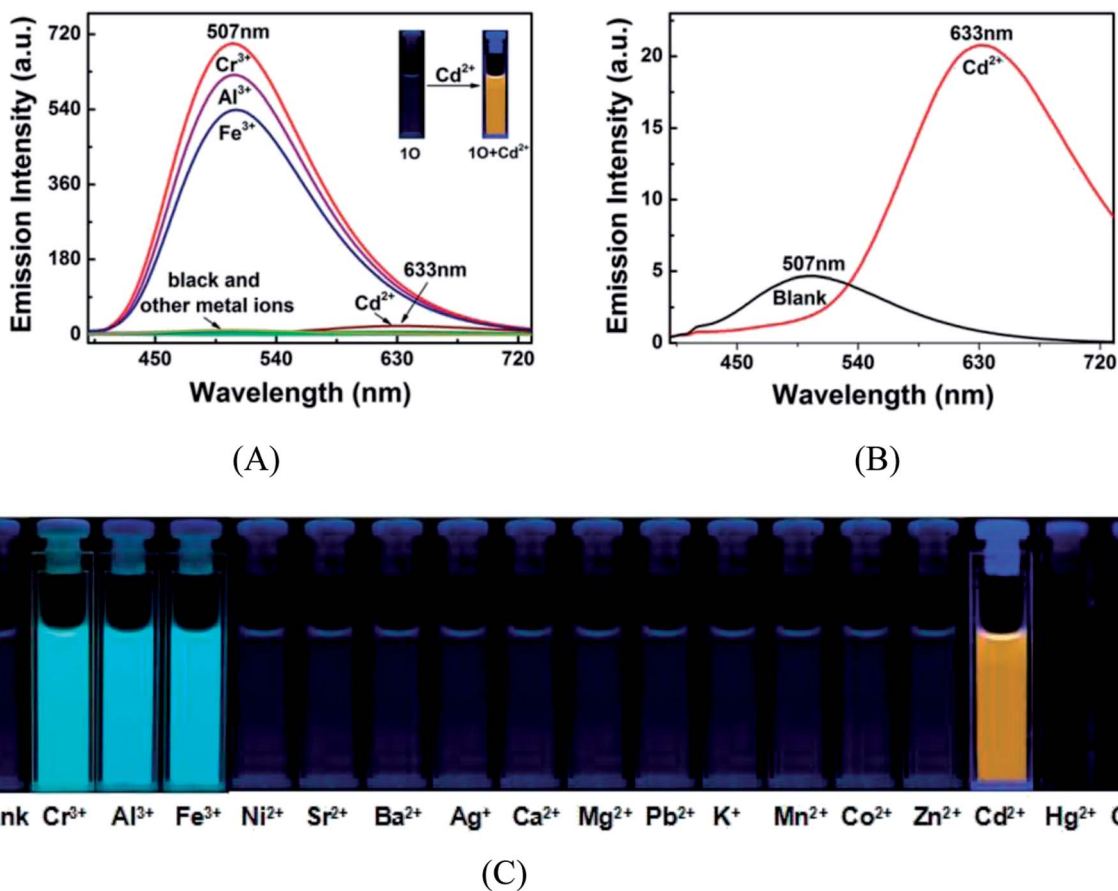 720
540
360
180
0
450
540
630
720
Emission Intensity (a.u.)
Wavelength (nm)
507nm
Cr³⁺
Al³⁺
Fe³⁺
black and
other metal ions
Cd²⁺
633nm
Cd²⁺
1O
1O+Cd²⁺
(A)
20
15
10
5
0
450
540
630
720
Emission Intensity (a.u.)
Wavelength (nm)
633nm
Cd²⁺
507nm
Blank
(B)
nk Cr³⁺ Al³⁺ Fe³⁺ Ni²⁺ Sr²⁺ Ba²⁺ Ag⁺ Ca²⁺ Mg²⁺ Pb²⁺ K⁺ Mn²⁺ Co²⁺ Zn²⁺ Cd²⁺ Hg²⁺
(C)